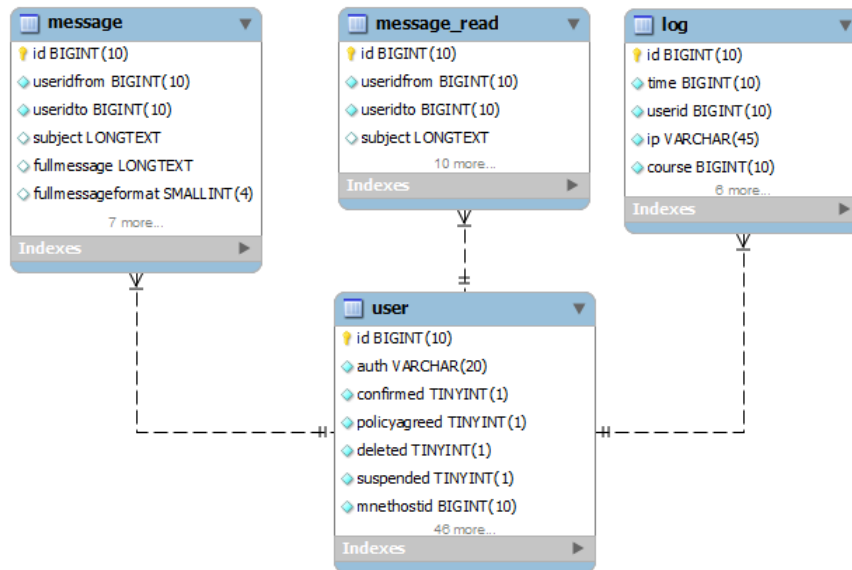 message
id BIGINT(10)
useridfrom BIGINT(10)
useridto BIGINT(10)
subject LONGTEXT
fullmessage LONGTEXT
fullmessageformat SMALLINT(4)
7 more...
Indexes
message_read
id BIGINT(10)
useridfrom BIGINT(10)
useridto BIGINT(10)
subject LONGTEXT
10 more...
Indexes
log
id BIGINT(10)
time BIGINT(10)
userid BIGINT(10)
ip VARCHAR(45)
course BIGINT(10)
6 more...
Indexes
user
id BIGINT(10)
auth VARCHAR(20)
confirmed TINYINT(1)
policyagreed TINYINT(1)
deleted TINYINT(1)
suspended TINYINT(1)
mnethostid BIGINT(10)
46 more...
Indexes